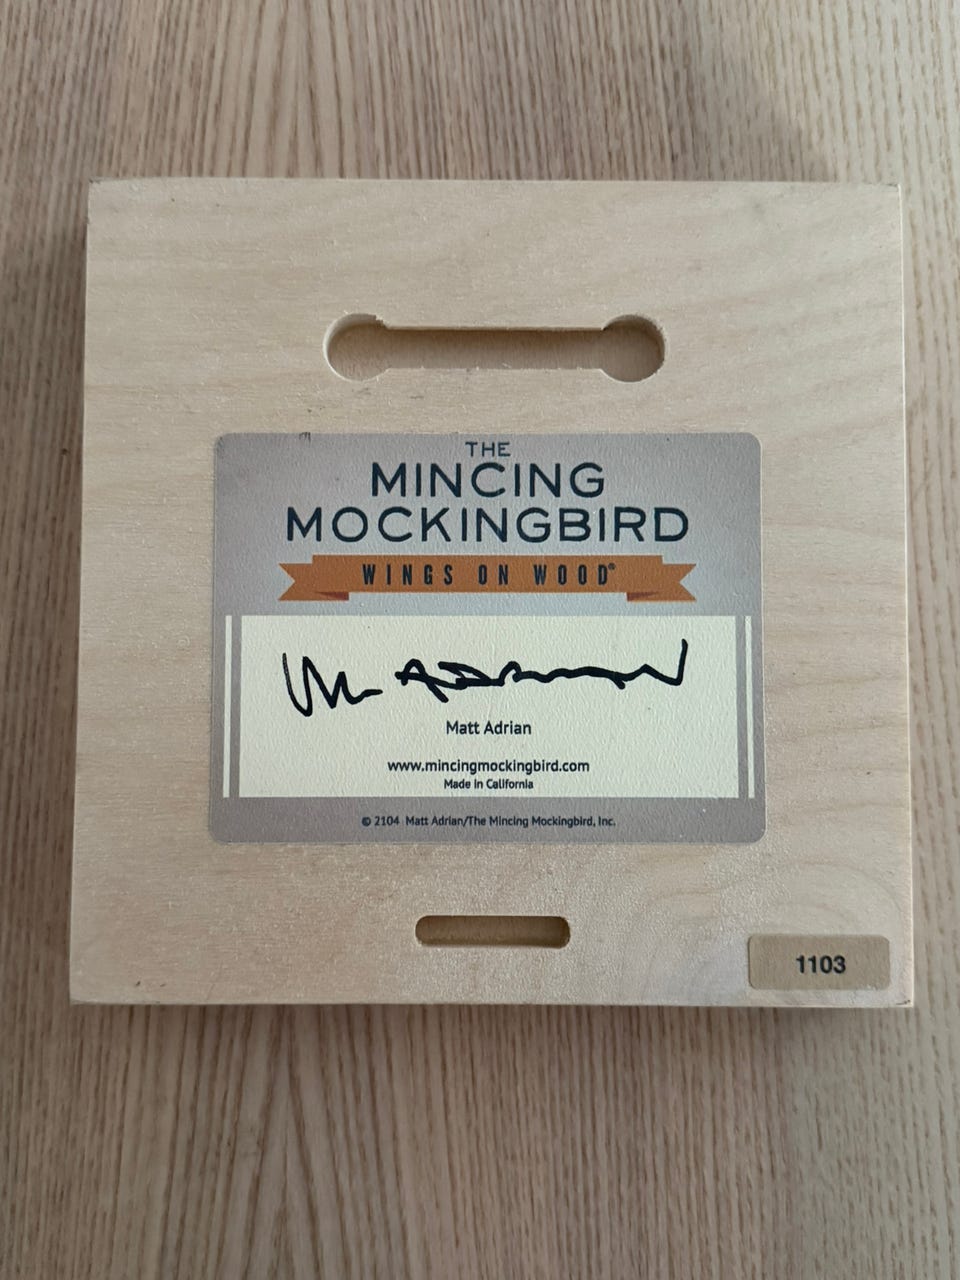 THE
MINCING
MOCKINGBIRD
WINGS ON WOOD®
Matt Adrian
www.mincingmockingbird.com
Made in California
© 2104 Matt Adrian/The Mincing Mockingbird, Inc.
1103